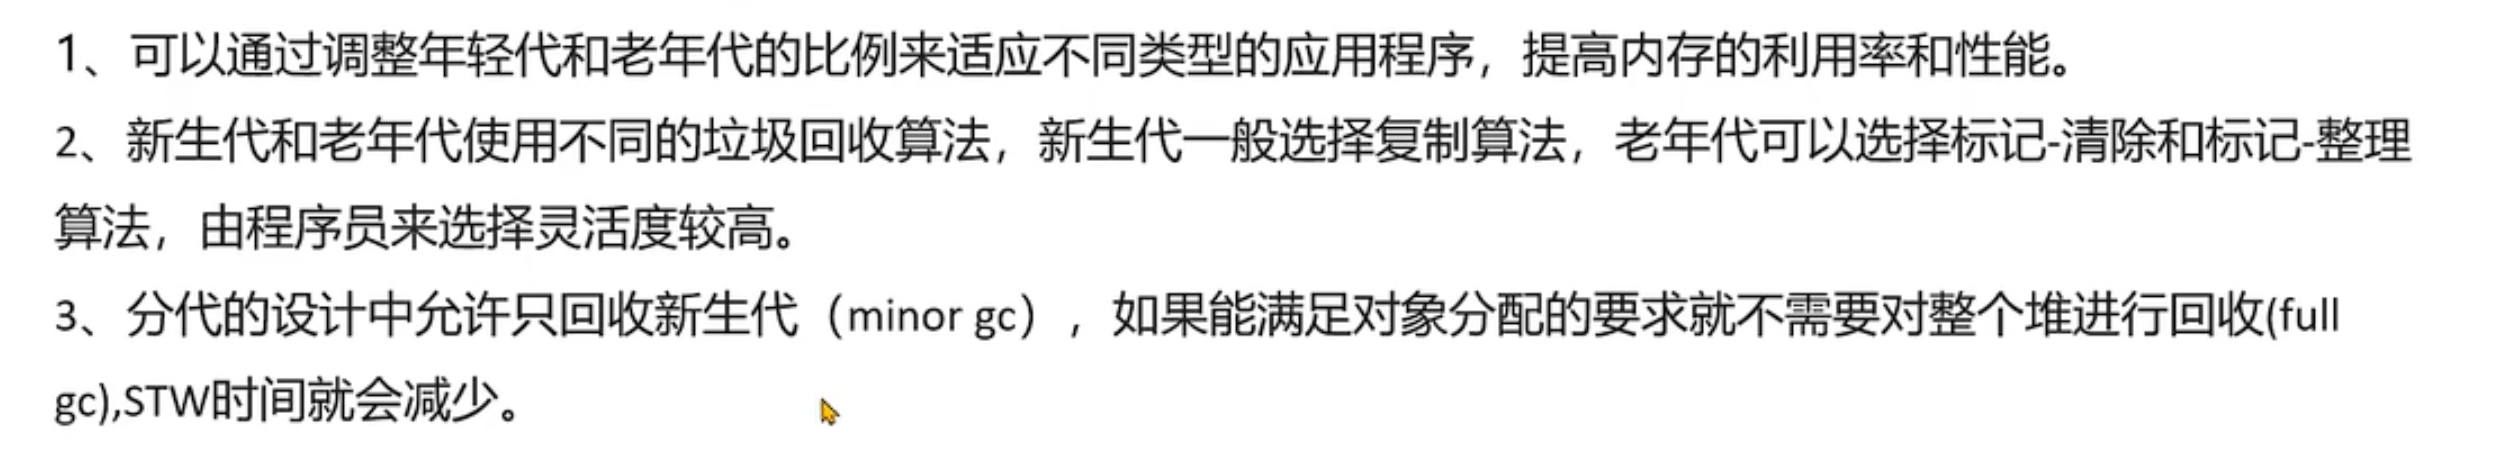 1、可以通过调整年轻代和老年代的比例来适应不同类型的应用程序，提高内存的利用率和性能。
2、新生代和老年代使用不同的垃圾回收算法，新生代一般选择复制算法，老年代可以选择标记-清除和标记-整理
算法，由程序员来选择灵活度较高。
3、分代的设计中允许只回收新生代（minor gc），如果能满足对象分配的要求就不需要对整个堆进行回收(full
gc),STW时间就会减少。